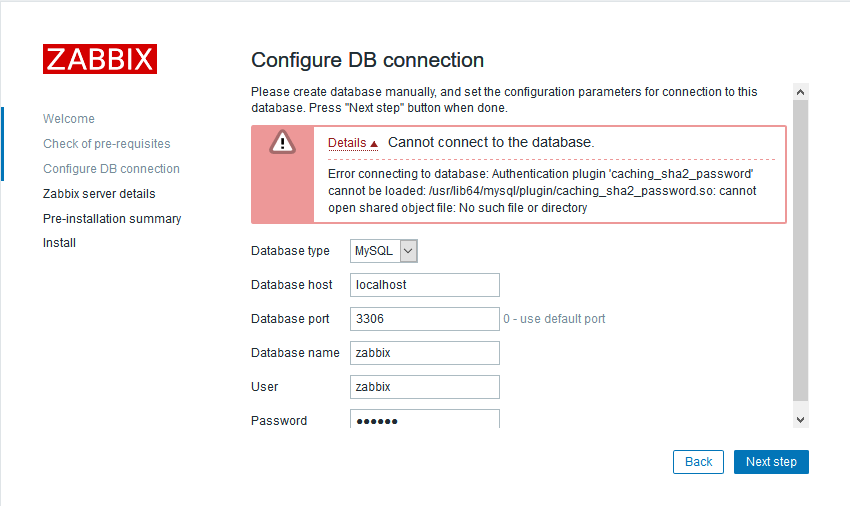 ZABBIX
Welcome
Check of pre-requisites
Configure DB connection
Zabbix server details
Pre-installation summary
Install
Configure DB connection
Please create database manually, and set the configuration parameters for connection to this
database. Press "Next step" button when done.
Details Cannot connect to the database.
Error connecting to database: Authentication plugin 'caching_sha2_password'
cannot be loaded: /usr/lib64/mysql/plugin/caching_sha2_password.so: cannot
open shared object file: No such file or directory
Database type MySQL
Database host localhost
Database port 3306 0 - use default port
Database name zabbix
User zabbix
Password ●●●●●●
Back Next step